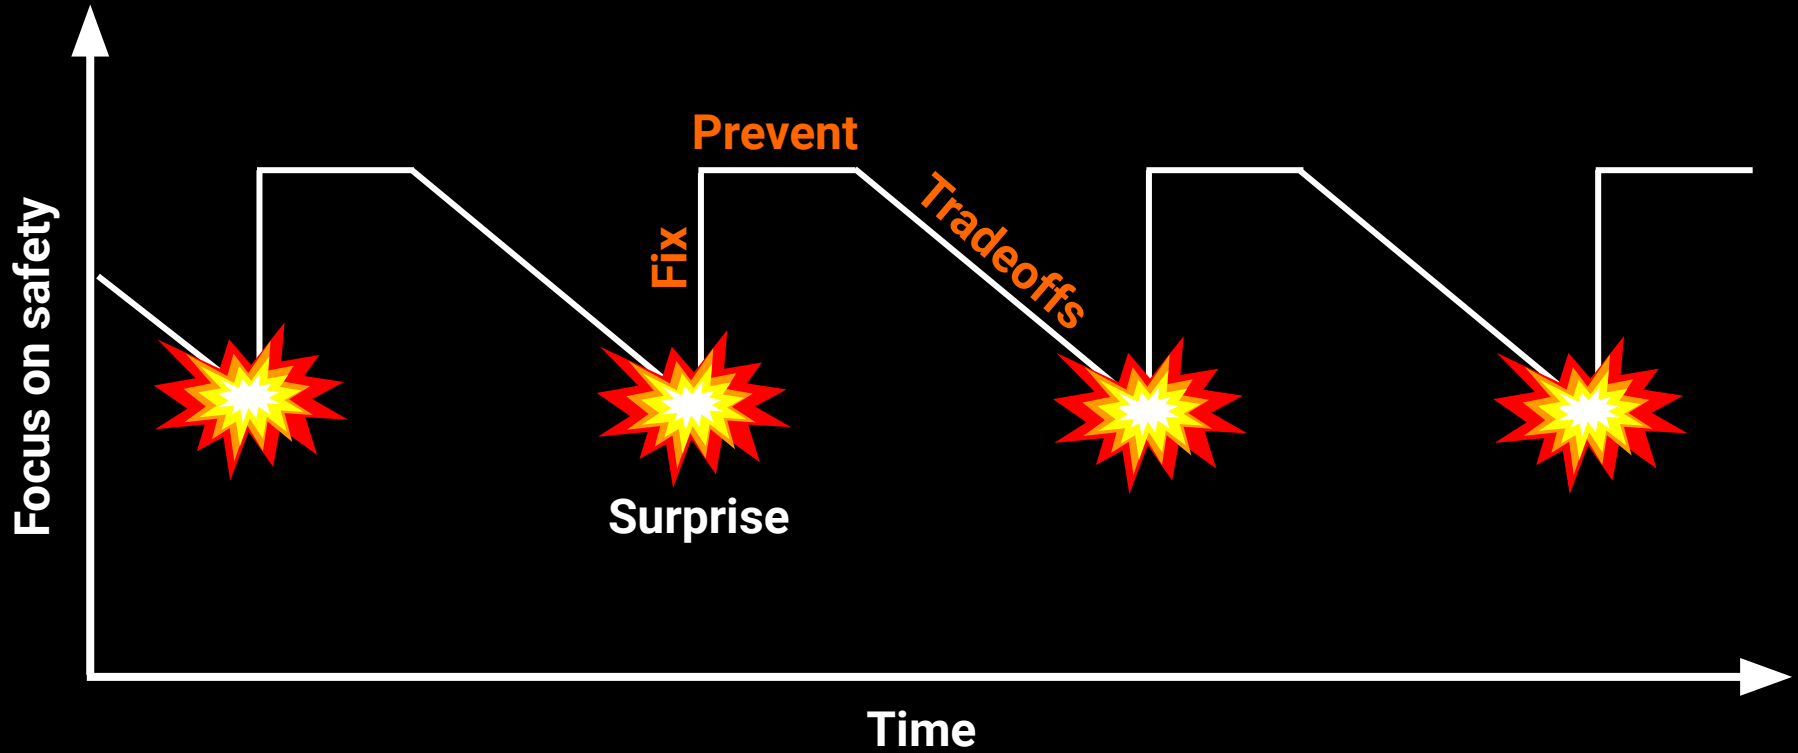 Prevent
Fix
Tradeoffs
Focus on safety
Surprise
Time